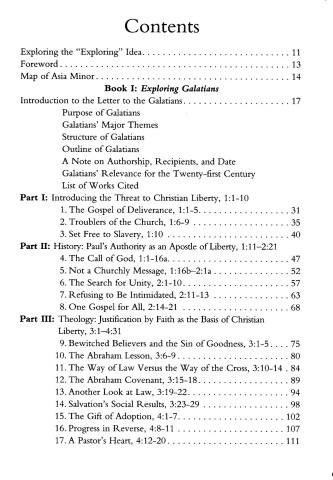 Contents
Exploring the “Exploring” Idea. . . . . . . . . . . . . . . . . . . . . . . . . . . . 11
Foreword. . . . . . . . . . . . . . . . . . . . . . . . . . . . . . . . . . . . . . . . . . . 13
Map of Asia Minor. . . . . . . . . . . . . . . . . . . . . . . . . . . . . . . . . . . . 14
Book I: Exploring Galatians
Introduction to the Letter to the Galatians. . . . . . . . . . . . . . . . . . . . 17
Purpose of Galatians
Galatians’ Major Themes
Structure of Galatians
Outline of Galatians
A Note on Authorship, Recipients, and Date
Galatians’ Relevance for the Twenty-first Century
List of Works Cited
Part I: Introducing the Threat to Christian Liberty, 1:1-10
1. The Gospel of Deliverance, 1:1-5. . . . . . . . . . . . . . . . . . 31
2. Troublers of the Church, 1:6-9 . . . . . . . . . . . . . . . . . . . 35
3. Set Free to Slavery, 1:10 . . . . . . . . . . . . . . . . . . . . . . . . 40
Part II: History: Paul’s Authority as an Apostle of Liberty, 1:11–2:21
4. The Call of God, 1:1-16a. . . . . . . . . . . . . . . . . . . . . . . . 47
5. Not a Churchly Message, 1:16b–2:1a . . . . . . . . . . . . . . . 52
6. The Search for Unity, 2:1-10. . . . . . . . . . . . . . . . . . . . . 57
7. Refusing to Be Intimidated, 2:11-13 . . . . . . . . . . . . . . . 63
8. One Gospel for All, 2:14-21 . . . . . . . . . . . . . . . . . . . . . 68
Part III: Theology: Justification by Faith as the Basis of Christian
Liberty, 3:1–4:31
9. Bewitched Believers and the Sin of Goodness, 3:1-5. . . . 75
10. The Abraham Lesson, 3:6-9. . . . . . . . . . . . . . . . . . . . . . 80
11. The Way of Law Versus the Way of the Cross, 3:10-14 . 84
12. The Abraham Covenant, 3:15-18. . . . . . . . . . . . . . . . . . 89
13. Another Look at Law, 3:19-22. . . . . . . . . . . . . . . . . . . . 94
14. Salvation’s Social Results, 3:23-29 . . . . . . . . . . . . . . . . . 98
15. The Gift of Adoption, 4:1-7. . . . . . . . . . . . . . . . . . . . . 102
16. Progress in Reverse, 4:8-11 . . . . . . . . . . . . . . . . . . . . . 107
17. A Pastor’s Heart, 4:12-20. . . . . . . . . . . . . . . . . . . . . . . 111